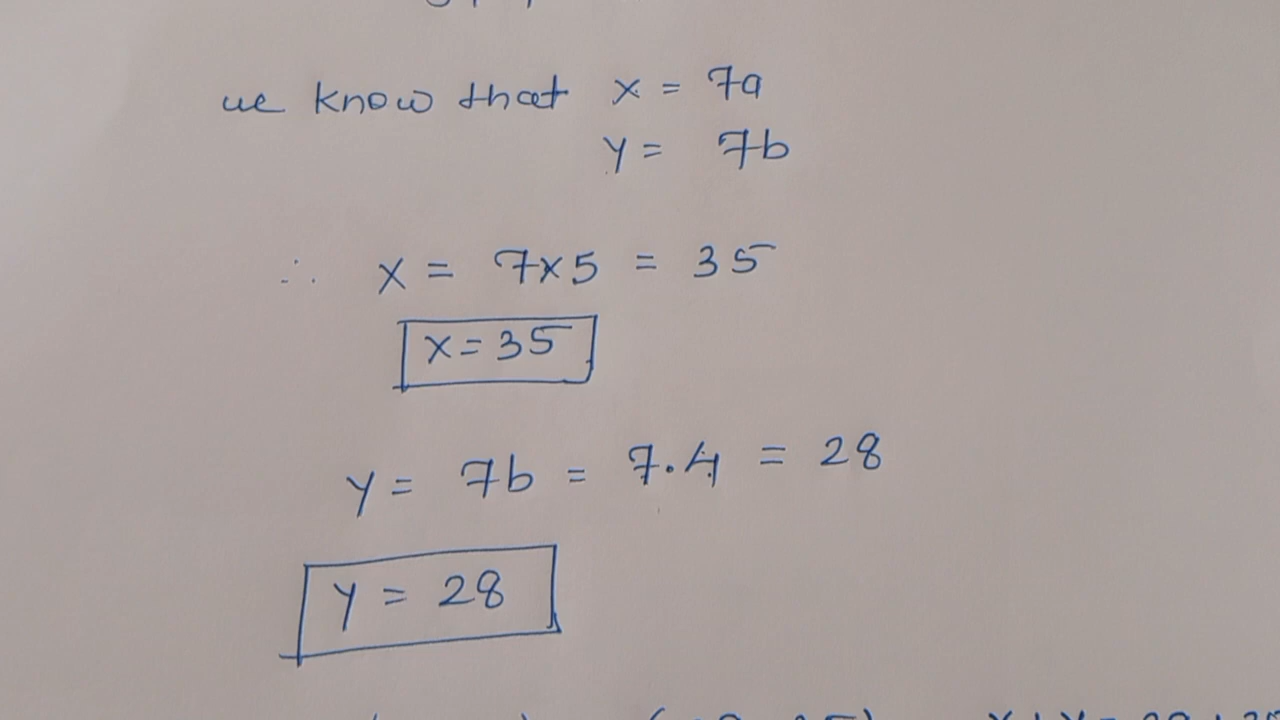 we know that x = 7a
y = 7b
∴ x = 7x5 = 35
x = 35
y = 7b = 7.4 = 28
y = 28